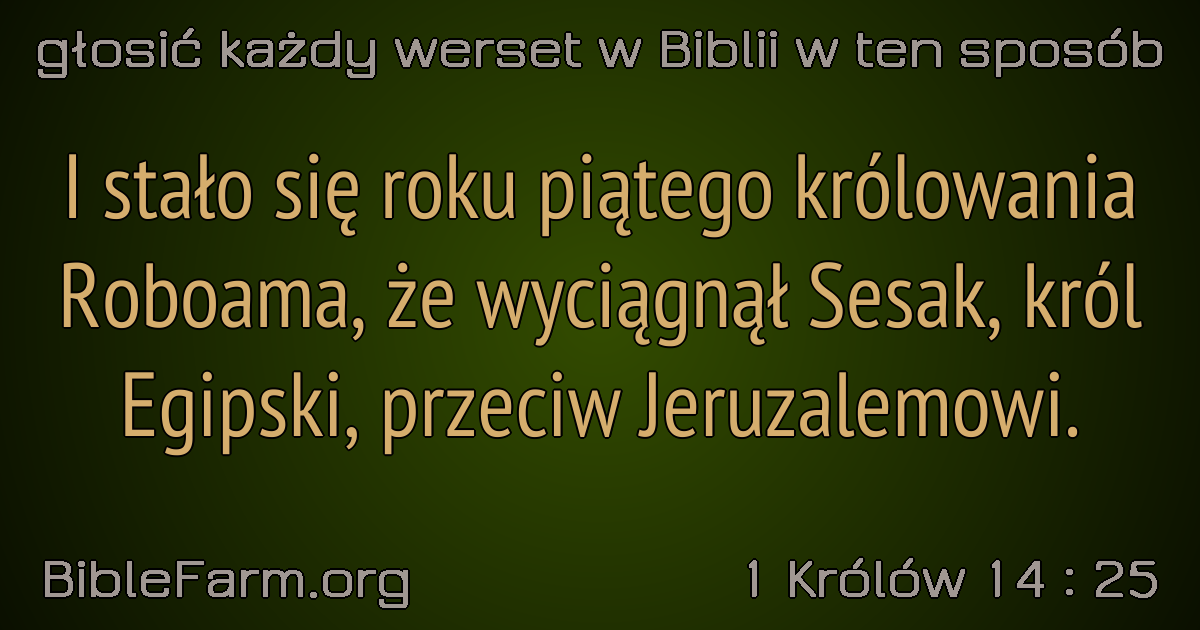 głosić każdy werset w Biblii w ten sposób
I stało się roku piątego królowania
Roboama, że wyciągnął Sesak, król
Egipski, przeciw Jeruzalemowi.
BibleFarm.org
1 Królów 14 : 25